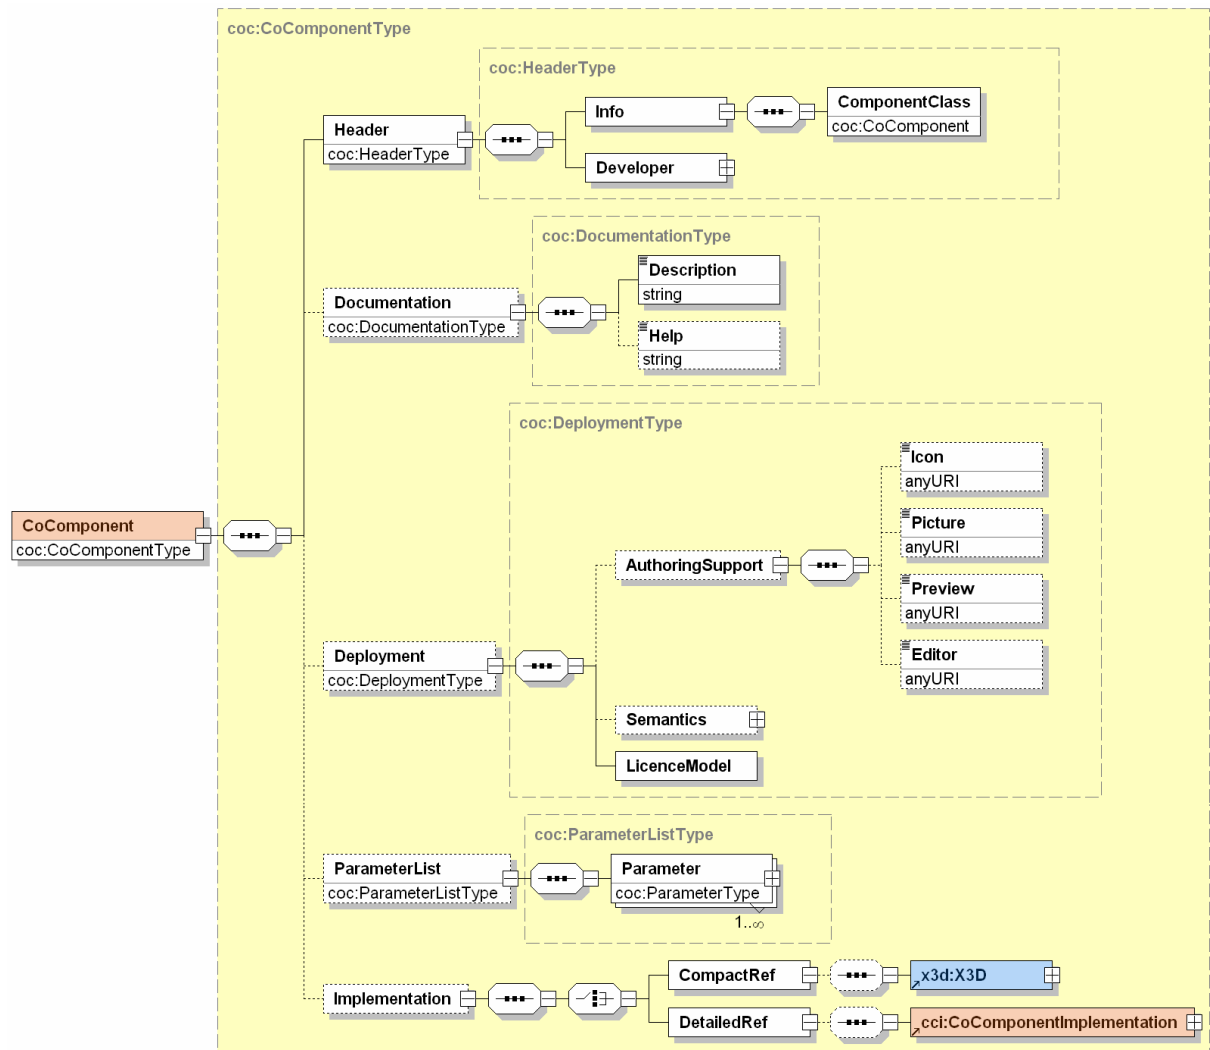 coc:CoComponentType
coc:HeaderType
Info
ComponentClass
coc:CoComponent
Header
coc:HeaderType
Developer
coc:DocumentationType
Description
string
Documentation
coc:DocumentationType
Help
string
coc:DeploymentType
Icon
anyURI
Picture
anyURI
CoComponent
coc:CoComponentType
AuthoringSupport
Preview
anyURI
Editor
anyURI
Deployment
coc:DeploymentType
Semantics
LicenceModel
coc:ParameterListType
ParameterList
coc:ParameterListType
Parameter
coc:ParameterType
1..∞
Implementation
CompactRef
x3d:X3D
DetailedRef
cci:CoComponentImplementation